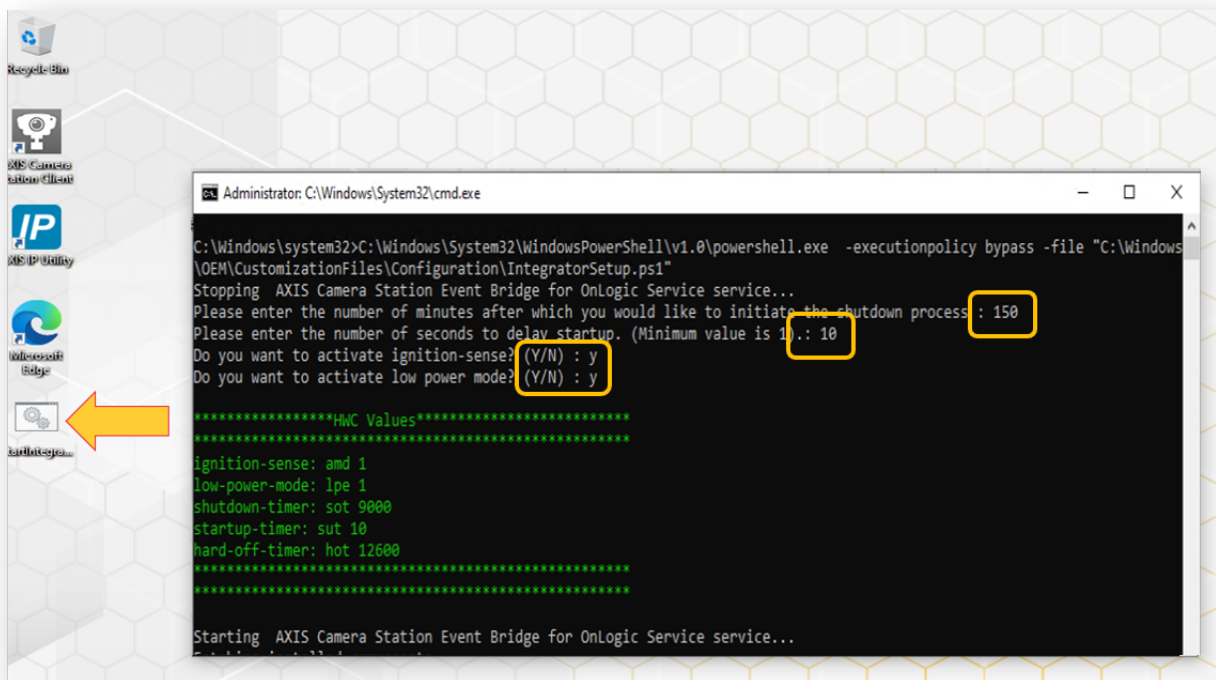 Recycle Bin
XIS Camera
tation Client
IP
XIS IP Utility
Microsoft
Edge
tartIntegra...
Administrator: C:\Windows\System32\cmd.exe
C:\Windows\system32>C:\Windows\System32\WindowsPowerShell\v1.0\powershell.exe  -executionpolicy bypass -file "C:\Windows
\OEM\CustomizationFiles\Configuration\IntegratorSetup.ps1"
Stopping  AXIS Camera Station Event Bridge for OnLogic Service service...
Please enter the number of minutes after which you would like to initiate the shutdown process : 150
Please enter the number of seconds to delay startup. (Minimum value is 1).: 10
Do you want to activate ignition-sense? (Y/N) : y
Do you want to activate low power mode? (Y/N) : y
*****************HWC Values**************************
*****************************************************
ignition-sense: amd 1
low-power-mode: lpe 1
shutdown-timer: sot 9000
startup-timer: sut 10
hard-off-timer: hot 12600
*****************************************************
*****************************************************
Starting  AXIS Camera Station Event Bridge for OnLogic Service service...